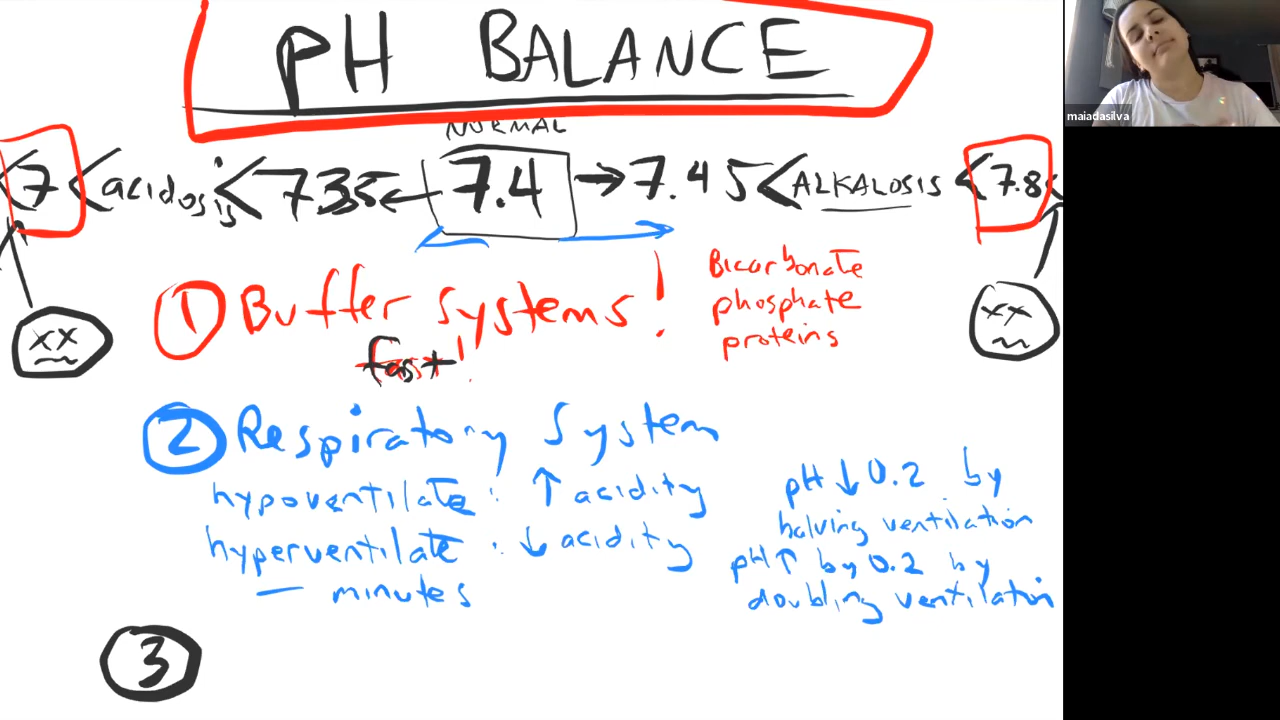 pH BALANCE
NORMAL
<7 <acidosis <7.35 ← 7.4 → 7.45 <ALKALOSIS <7.8<
1 Buffer systems!
fast!
Bicarbonate
phosphate
proteins
2 Respiratory System
hypoventilate : ↑ acidity
hyperventilate : ↓ acidity
— minutes
pH ↓ 0.2 by
halving ventilation
pH↑ by 0.2 by
doubling ventilation
3
maiadasilva